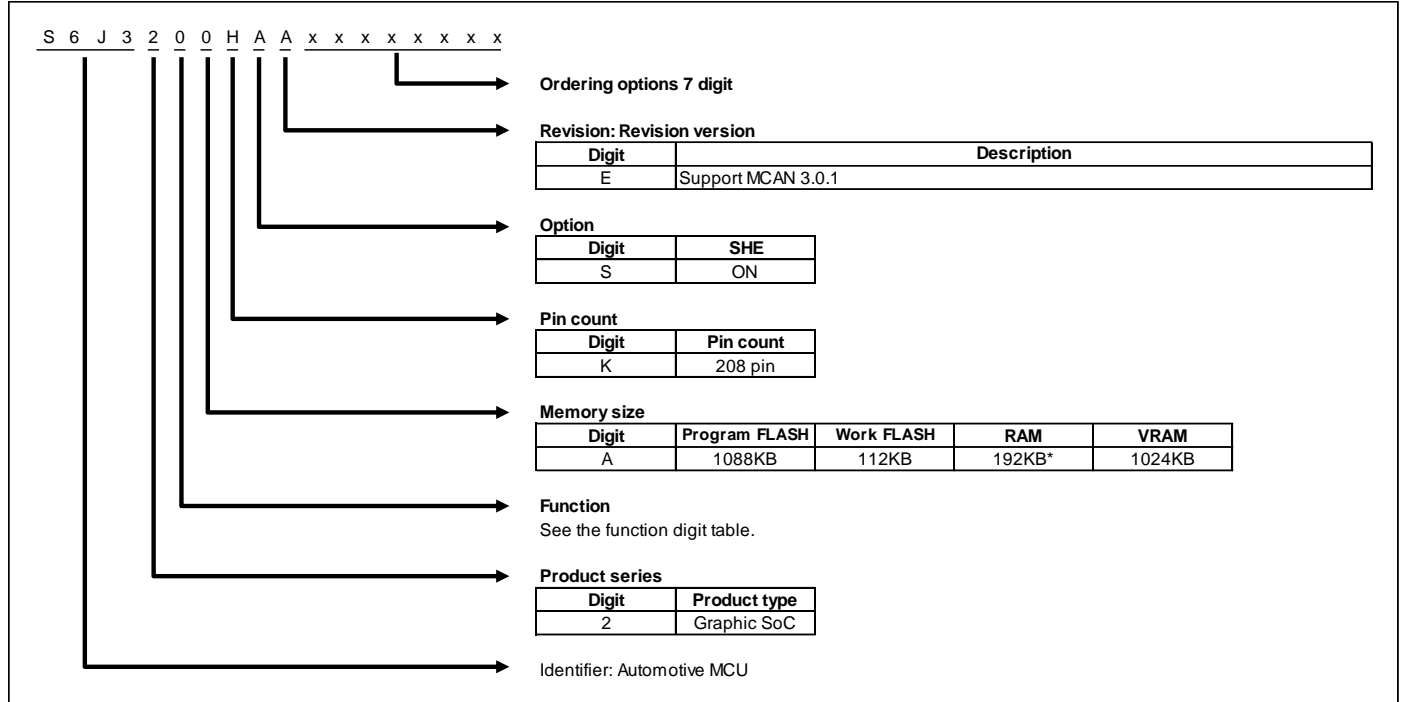 S 6 J 3 2 0 0 H A A x x x x x x x x
Ordering options 7 digit
Revision: Revision version
Digit Description
E Support MCAN 3.0.1
Option
Digit SHE
S ON
Pin count
Digit Pin count
K 208 pin
Memory size
Digit Program FLASH Work FLASH RAM VRAM
A 1088KB 112KB 192KB* 1024KB
Function
See the function digit table.
Product series
Digit Product type
2 Graphic SoC
Identifier: Automotive MCU